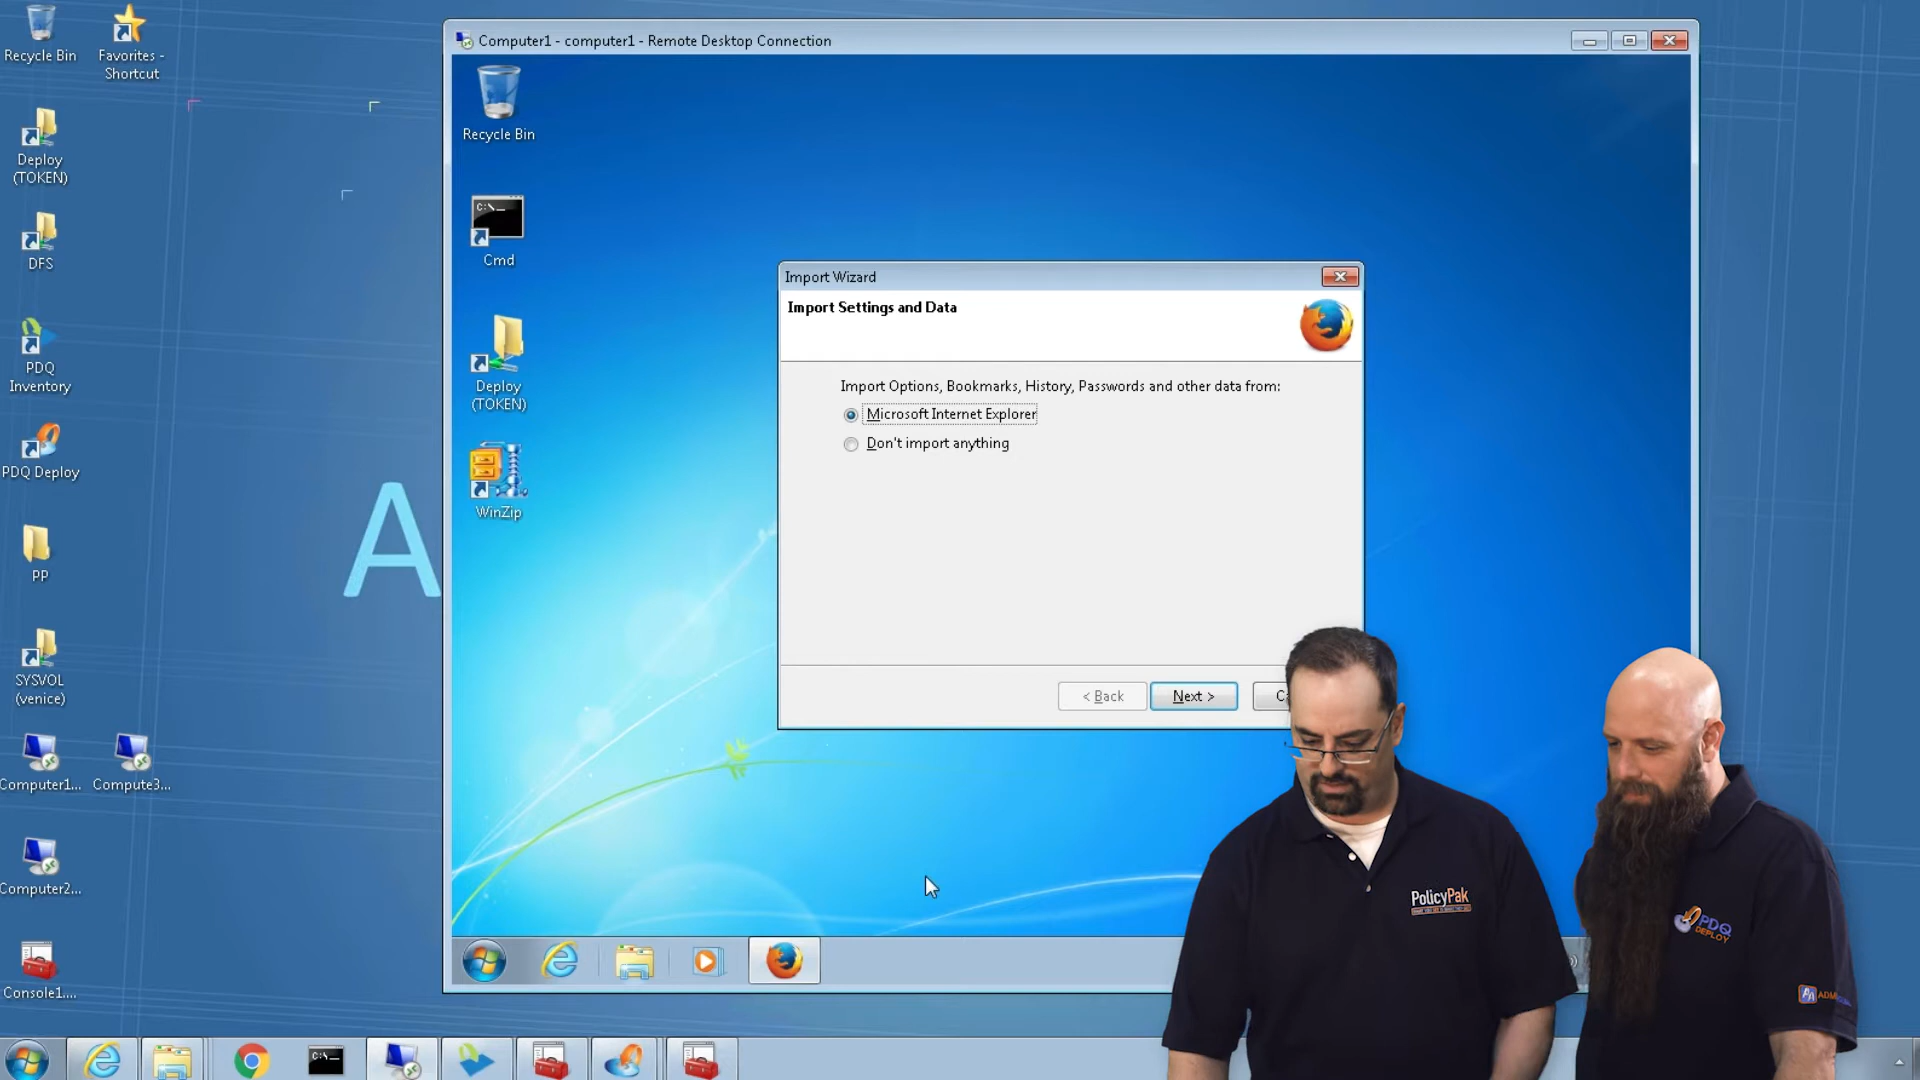 Recycle Bin
Favorites -
Shortcut
Deploy
(TOKEN)
DFS
PDQ
Inventory
PDQ Deploy
PP
SYSVOL
(venice)
Computer1...
Compute3...
Computer2...
Console1....
A
Computer1 - computer1 - Remote Desktop Connection
Recycle Bin
C:\_
Cmd
Deploy
(TOKEN)
WinZip
Import Wizard
Import Settings and Data
Import Options, Bookmarks, History, Passwords and other data from:
Microsoft Internet Explorer
Don't import anything
< Back
Next >
PolicyPak
PDQ
DEPLOY
C:\_